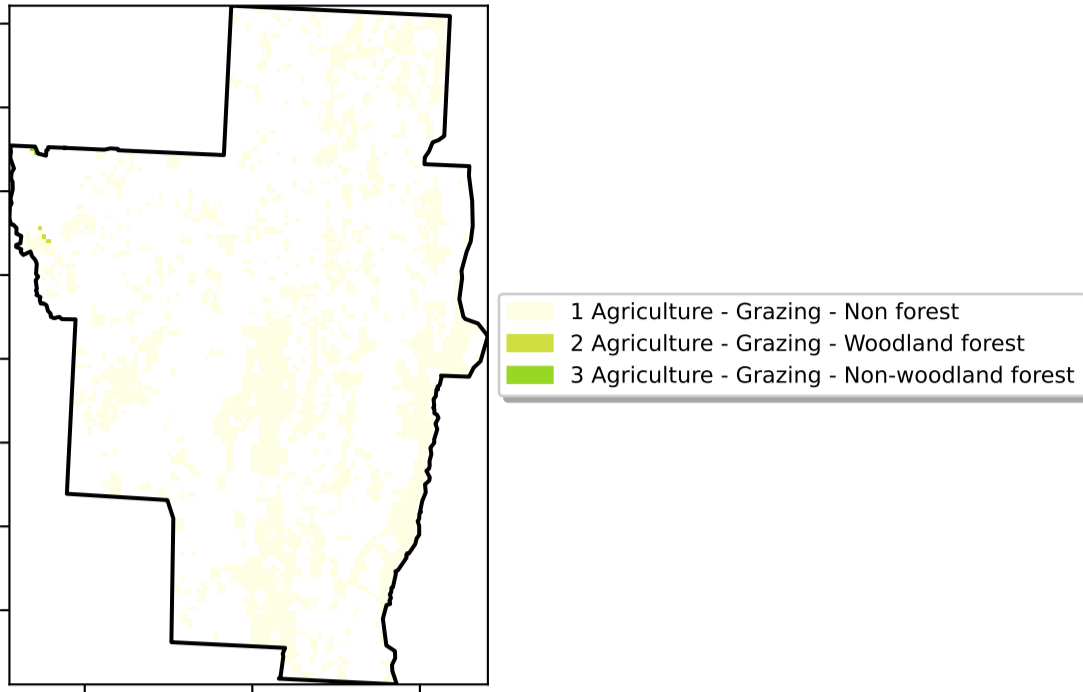 1 Agriculture - Grazing - Non forest
2 Agriculture - Grazing - Woodland forest
3 Agriculture - Grazing - Non-woodland forest